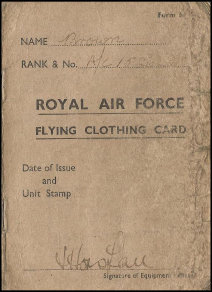 Form
NAME Brown
RANK & No.
ROYAL AIR FORCE
FLYING CLOTHING CARD
Date of Issue
and
Unit Stamp
Signature of Equipment